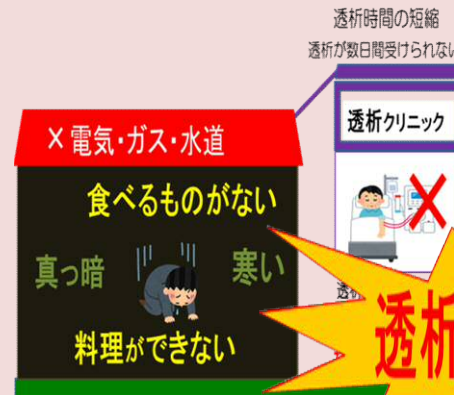 透析時間の短縮
透析が数日間受けられない
透析クリニック
×電気・ガス・水道
食べるものがない
真っ暗
寒い
料理ができない
透
透析